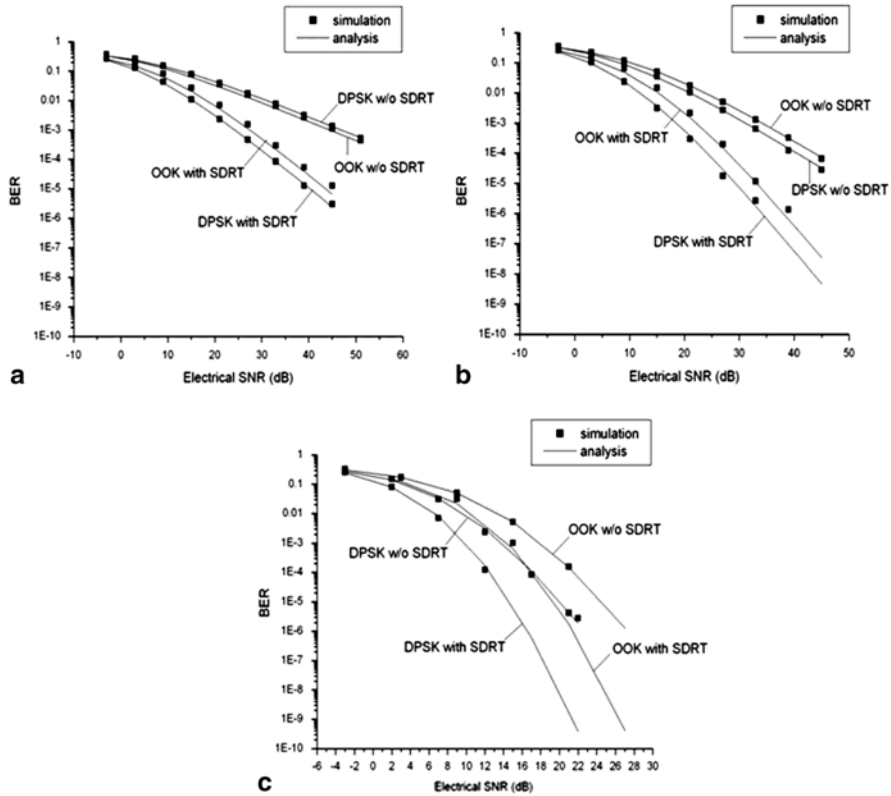 simulation
analysis
1
0.1
0.01
1E-3
1E-4
1E-5
1E-6
1E-7
1E-8
1E-9
1E-10
BER
DPSK w/o SDRT
OOK w/o SDRT
OOK with SDRT
DPSK with SDRT
-10 0 10 20 30 40 50 60
Electrical SNR (dB)
a
simulation
analysis
1
0.1
0.01
1E-3
1E-4
1E-5
1E-6
1E-7
1E-8
1E-9
1E-10
BER
OOK w/o SDRT
OOK with SDRT
DPSK w/o SDRT
DPSK with SDRT
-10 0 10 20 30 40 50
Electrical SNR (dB)
b
simulation
analysis
1
0.1
0.01
1E-3
1E-4
1E-5
1E-6
1E-7
1E-8
1E-9
1E-10
BER
OOK w/o SDRT
DPSK w/o SDRT
DPSK with SDRT
OOK with SDRT
-6 -4 -2 0 2 4 6 8 10 12 14 16 18 20 22 24 26 28 30
Electrical SNR (dB)
c